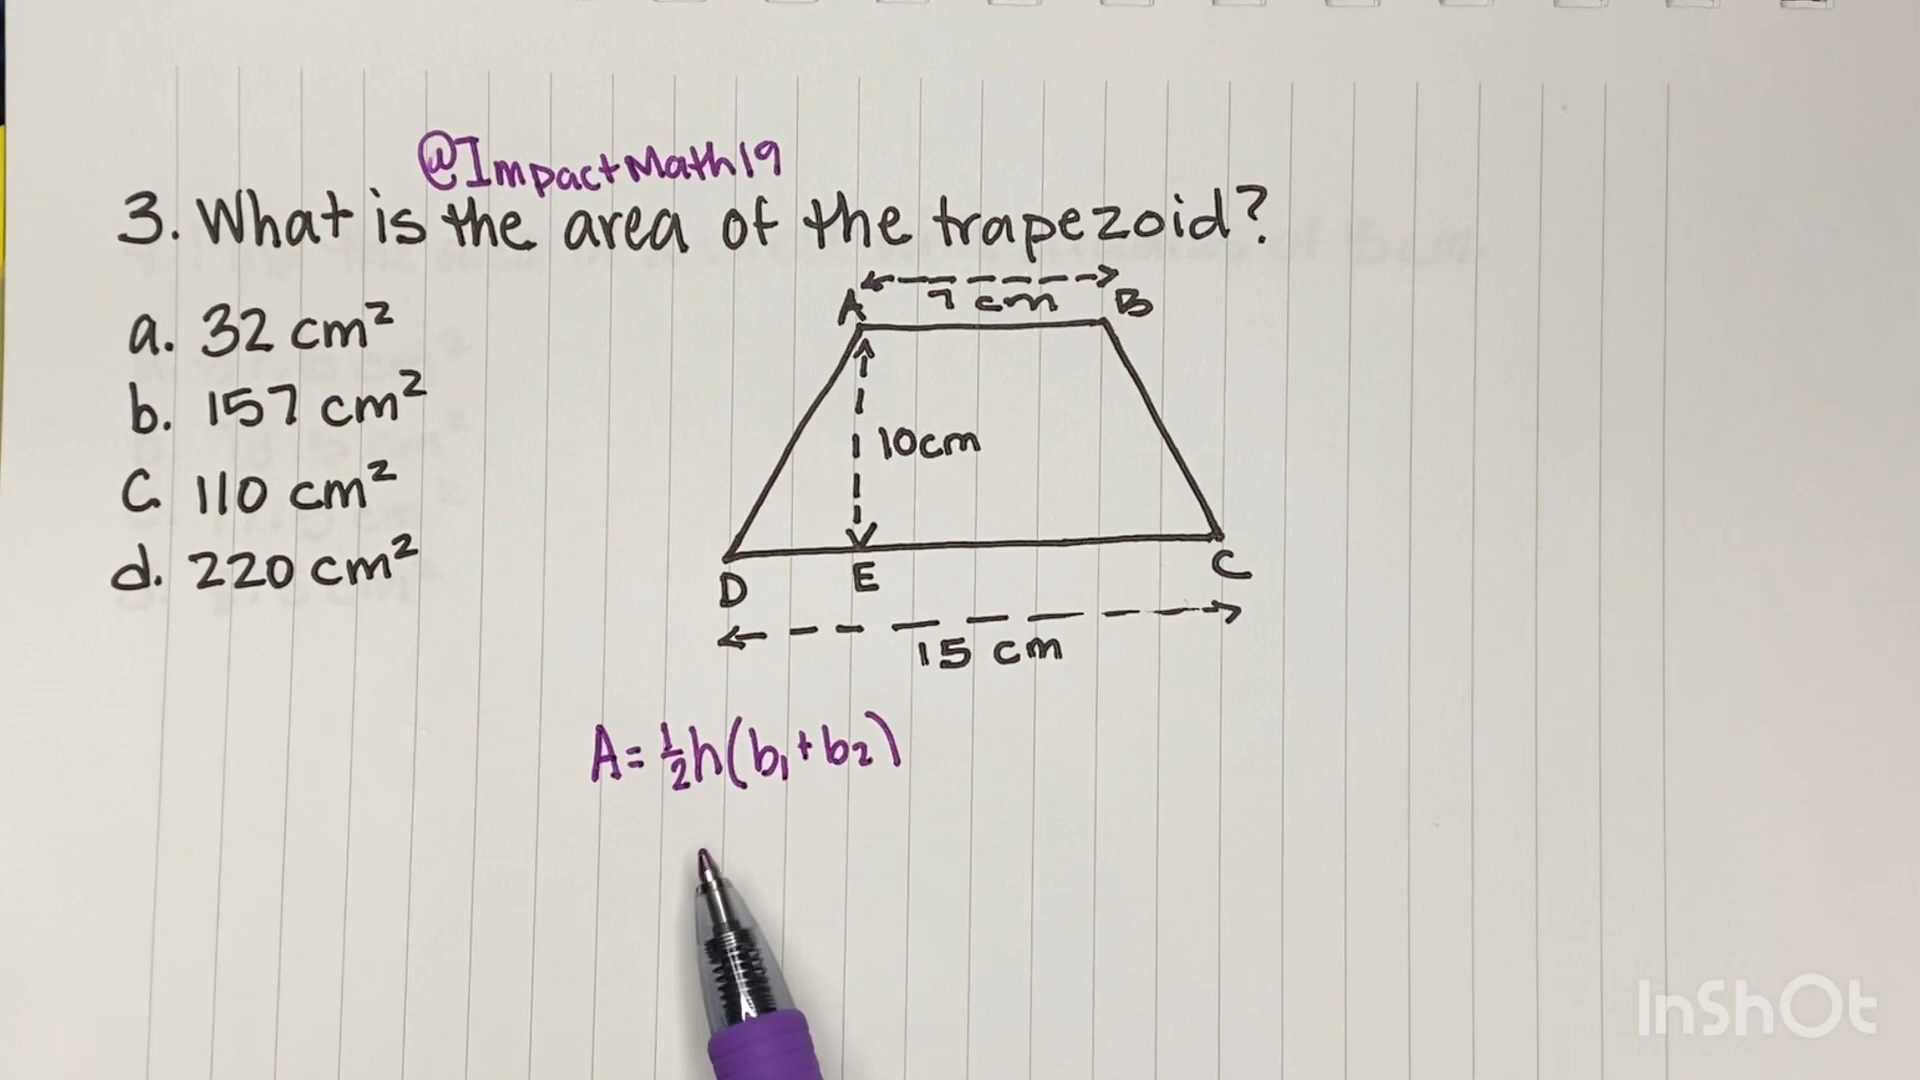 @ImpactMath19
3. What is the area of the trapezoid?
a. 32 cm²
b. 157 cm²
C. 110 cm²
d. 220 cm²
7 cm
A
B
10cm
D
E
C
15 cm
A=½h(b₁+b₂)
InShOt